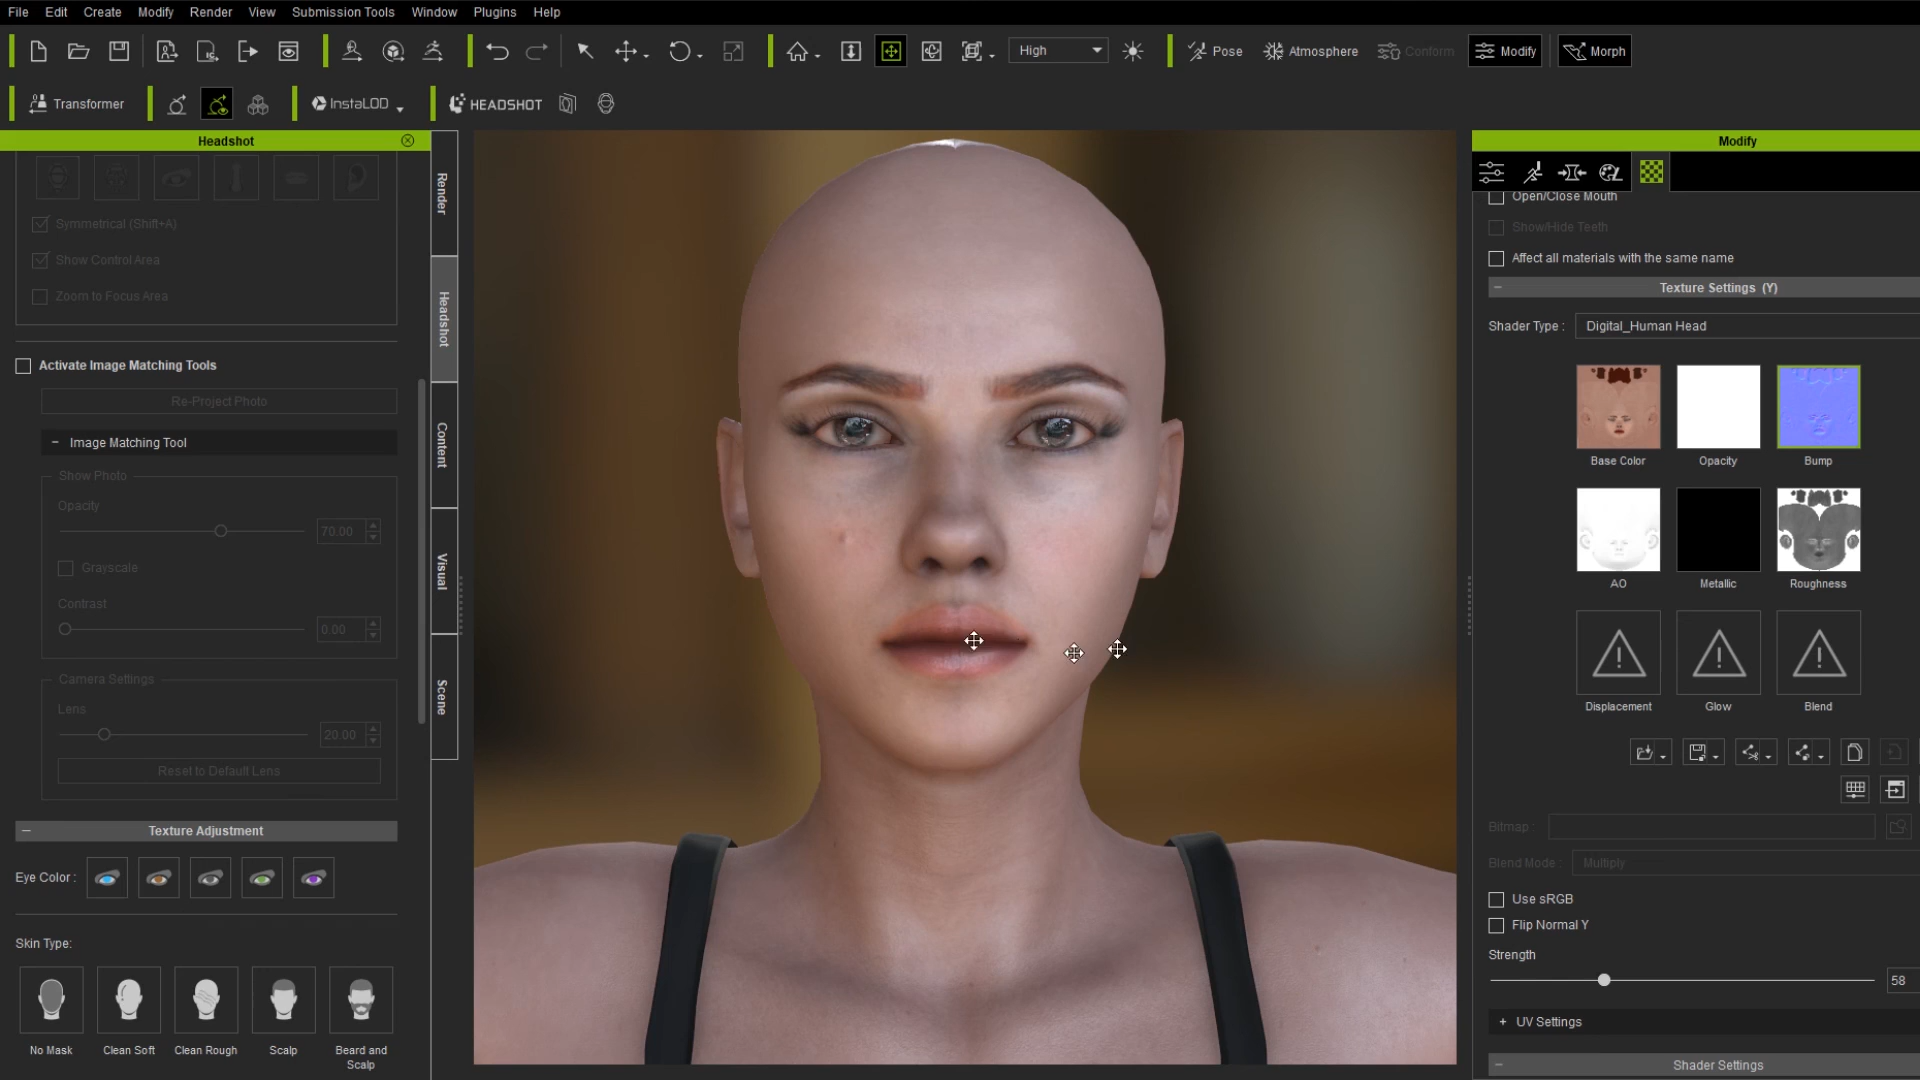 File Edit Create Modify Render View Submission Tools Window Plugins Help
High Pose Atmosphere Conform Modify Morph
Transformer InstaLOD HEADSHOT
Headshot
Symmetrical (Shift+A)
Show Control Area
Zoom to Focus Area
Activate Image Matching Tools
Re-Project Photo
Image Matching Tool
Show Photo
Opacity
70.00
Grayscale
Contrast
0.00
Camera Settings
Lens
20.00
Reset to Default Lens
Texture Adjustment
Eye Color :
Skin Type:
No Mask Clean Soft Clean Rough Scalp Beard and
Scalp
Render
Headshot
Content
Visual
Scene
Modify
Open/Close Mouth
Show/Hide Teeth
Affect all materials with the same name
Texture Settings (Y)
Shader Type : Digital_Human Head
Base Color Opacity Bump
AO Metallic Roughness
Displacement Glow Blend
Bitmap :
Blend Mode : Multiply
Use sRGB
Flip Normal Y
Strength
58
UV Settings
Shader Settings